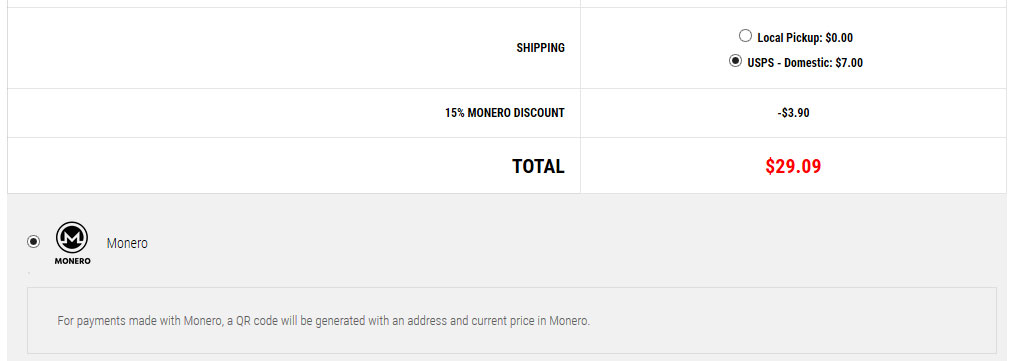 SHIPPING
Local Pickup: $0.00
USPS - Domestic: $7.00
15% MONERO DISCOUNT
-$3.90
TOTAL
$29.09
MONERO
Monero
For payments made with Monero, a QR code will be generated with an address and current price in Monero.